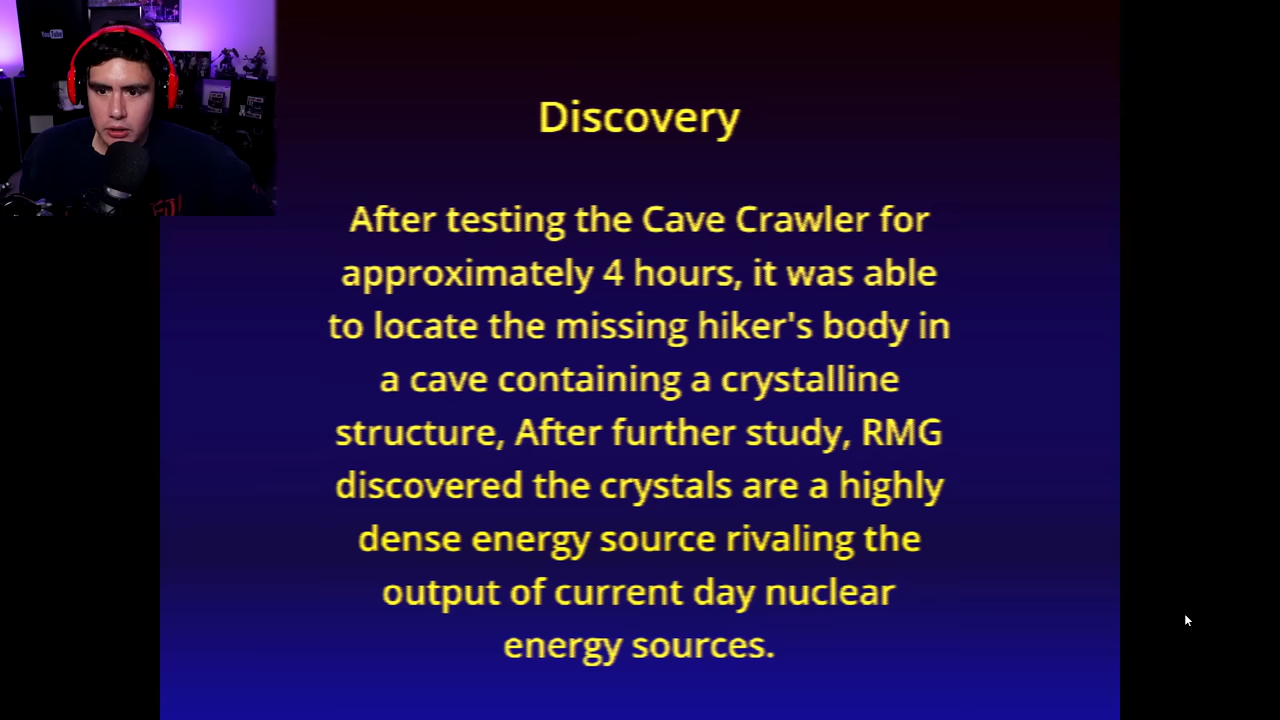 YouTube
Discovery
After testing the Cave Crawler for
approximately 4 hours, it was able
to locate the missing hiker's body in
a cave containing a crystalline
structure, After further study, RMG
discovered the crystals are a highly
dense energy source rivaling the
output of current day nuclear
energy sources.